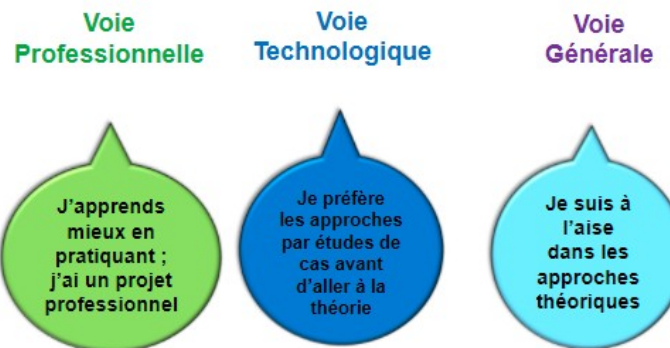 Voie
Professionnelle
Voie
Technologique
Voie
Générale
J'apprends
mieux en
pratiquant ;
j'ai un projet
professionnel
Je préfère
les approches
par études de
cas avant
d'aller à la
théorie
Je suis à
l'aise
dans les
approches
théoriques